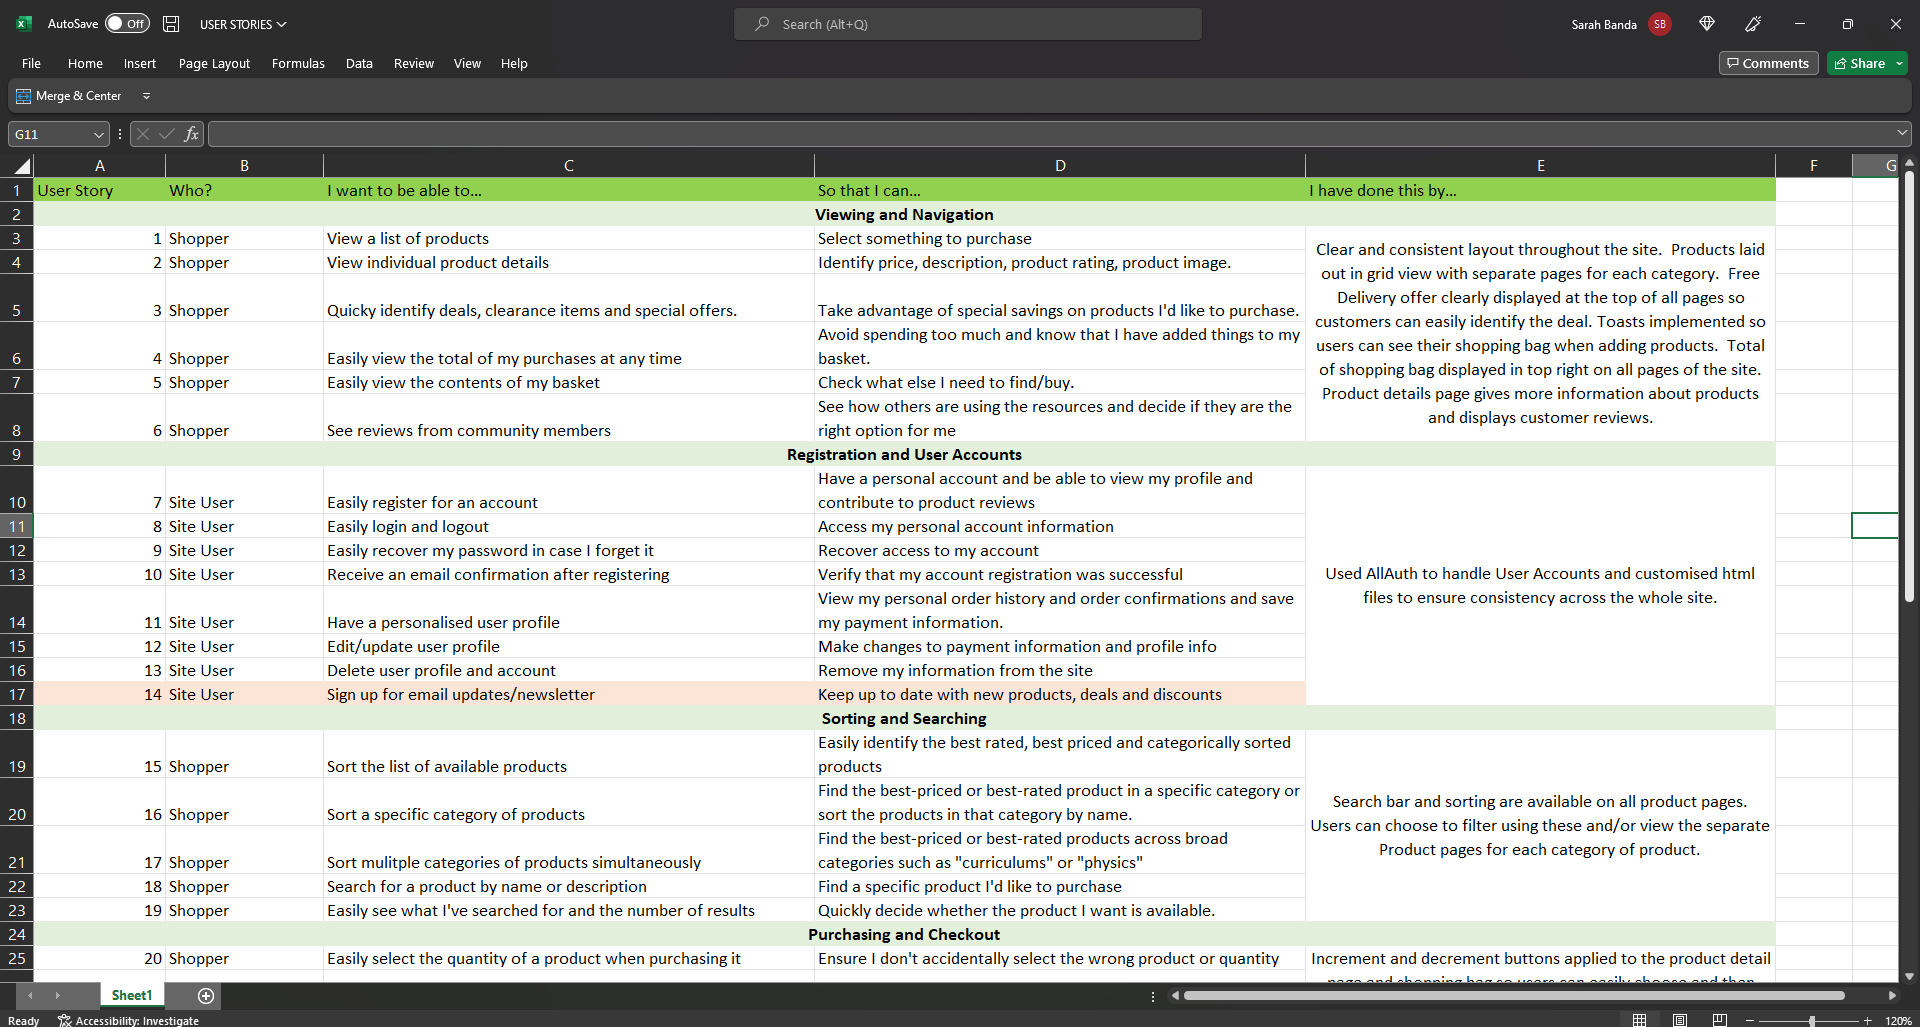 AutoSave Off USER STORIES Search (Alt+Q) Sarah Banda SB
File Home Insert Page Layout Formulas Data Review View Help Comments Share
Merge & Center
G11 fx
A B C D E F G
1 User Story Who? I want to be able to... So that I can... I have done this by...
2 Viewing and Navigation
3 1 Shopper View a list of products Select something to purchase
4 2 Shopper View individual product details Identify price, description, product rating, product image.
5 3 Shopper Quicky identify deals, clearance items and special offers. Take advantage of special savings on products I'd like to purchase.
Avoid spending too much and know that I have added things to my
6 4 Shopper Easily view the total of my purchases at any time basket.
7 5 Shopper Easily view the contents of my basket Check what else I need to find/buy.
See how others are using the resources and decide if they are the
8 6 Shopper See reviews from community members right option for me
Clear and consistent layout throughout the site.  Products laid
out in grid view with separate pages for each category.  Free
Delivery offer clearly displayed at the top of all pages so
customers can easily identify the deal. Toasts implemented so
users can see their shopping bag when adding products.  Total
of shopping bag displayed in top right on all pages of the site.
Product details page gives more information about products
and displays customer reviews.
9 Registration and User Accounts
Have a personal account and be able to view my profile and
10 7 Site User Easily register for an account contribute to product reviews
11 8 Site User Easily login and logout Access my personal account information
12 9 Site User Easily recover my password in case I forget it Recover access to my account
13 10 Site User Receive an email confirmation after registering Verify that my account registration was successful
View my personal order history and order confirmations and save
14 11 Site User Have a personalised user profile my payment information.
15 12 Site User Edit/update user profile Make changes to payment information and profile info
16 13 Site User Delete user profile and account Remove my information from the site
17 14 Site User Sign up for email updates/newsletter Keep up to date with new products, deals and discounts
Used AllAuth to handle User Accounts and customised html
files to ensure consistency across the whole site.
18 Sorting and Searching
Easily identify the best rated, best priced and categorically sorted
19 15 Shopper Sort the list of available products products
Find the best-priced or best-rated product in a specific category or
20 16 Shopper Sort a specific category of products sort the products in that category by name.
Find the best-priced or best-rated products across broad
21 17 Shopper Sort mulitple categories of products simultaneously categories such as "curriculums" or "physics"
22 18 Shopper Search for a product by name or description Find a specific product I'd like to purchase
23 19 Shopper Easily see what I've searched for and the number of results Quickly decide whether the product I want is available.
Search bar and sorting are available on all product pages.
Users can choose to filter using these and/or view the separate
Product pages for each category of product.
24 Purchasing and Checkout
25 20 Shopper Easily select the quantity of a product when purchasing it Ensure I don't accidentally select the wrong product or quantity Increment and decrement buttons applied to the product detail
page and shopping bag so users can easily choose and then
Sheet1
Ready Accessibility: Investigate 120%